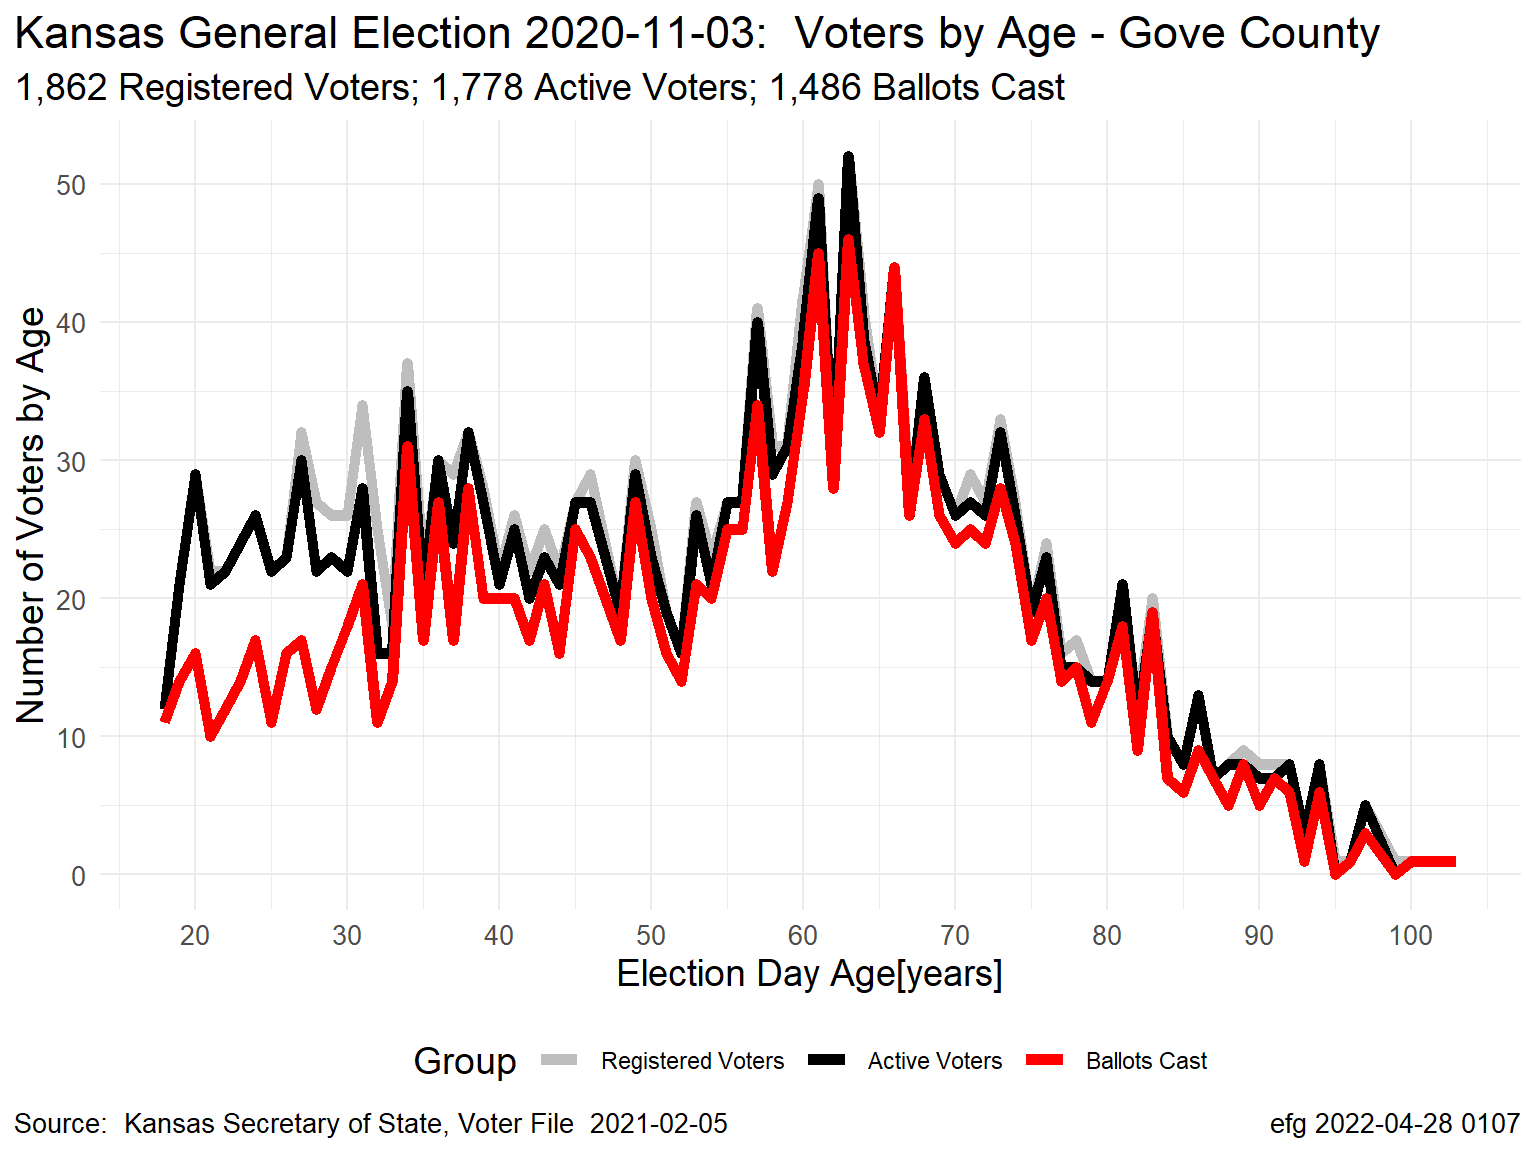 Kansas General Election 2020-11-03:  Voters by Age - Gove County
1,862 Registered Voters; 1,778 Active Voters; 1,486 Ballots Cast
Number of Voters by Age
50
40
30
20
10
0
20 30 40 50 60 70 80 90 100
Election Day Age[years]
Group Registered Voters Active Voters Ballots Cast
Source:  Kansas Secretary of State, Voter File  2021-02-05
efg 2022-04-28 0107